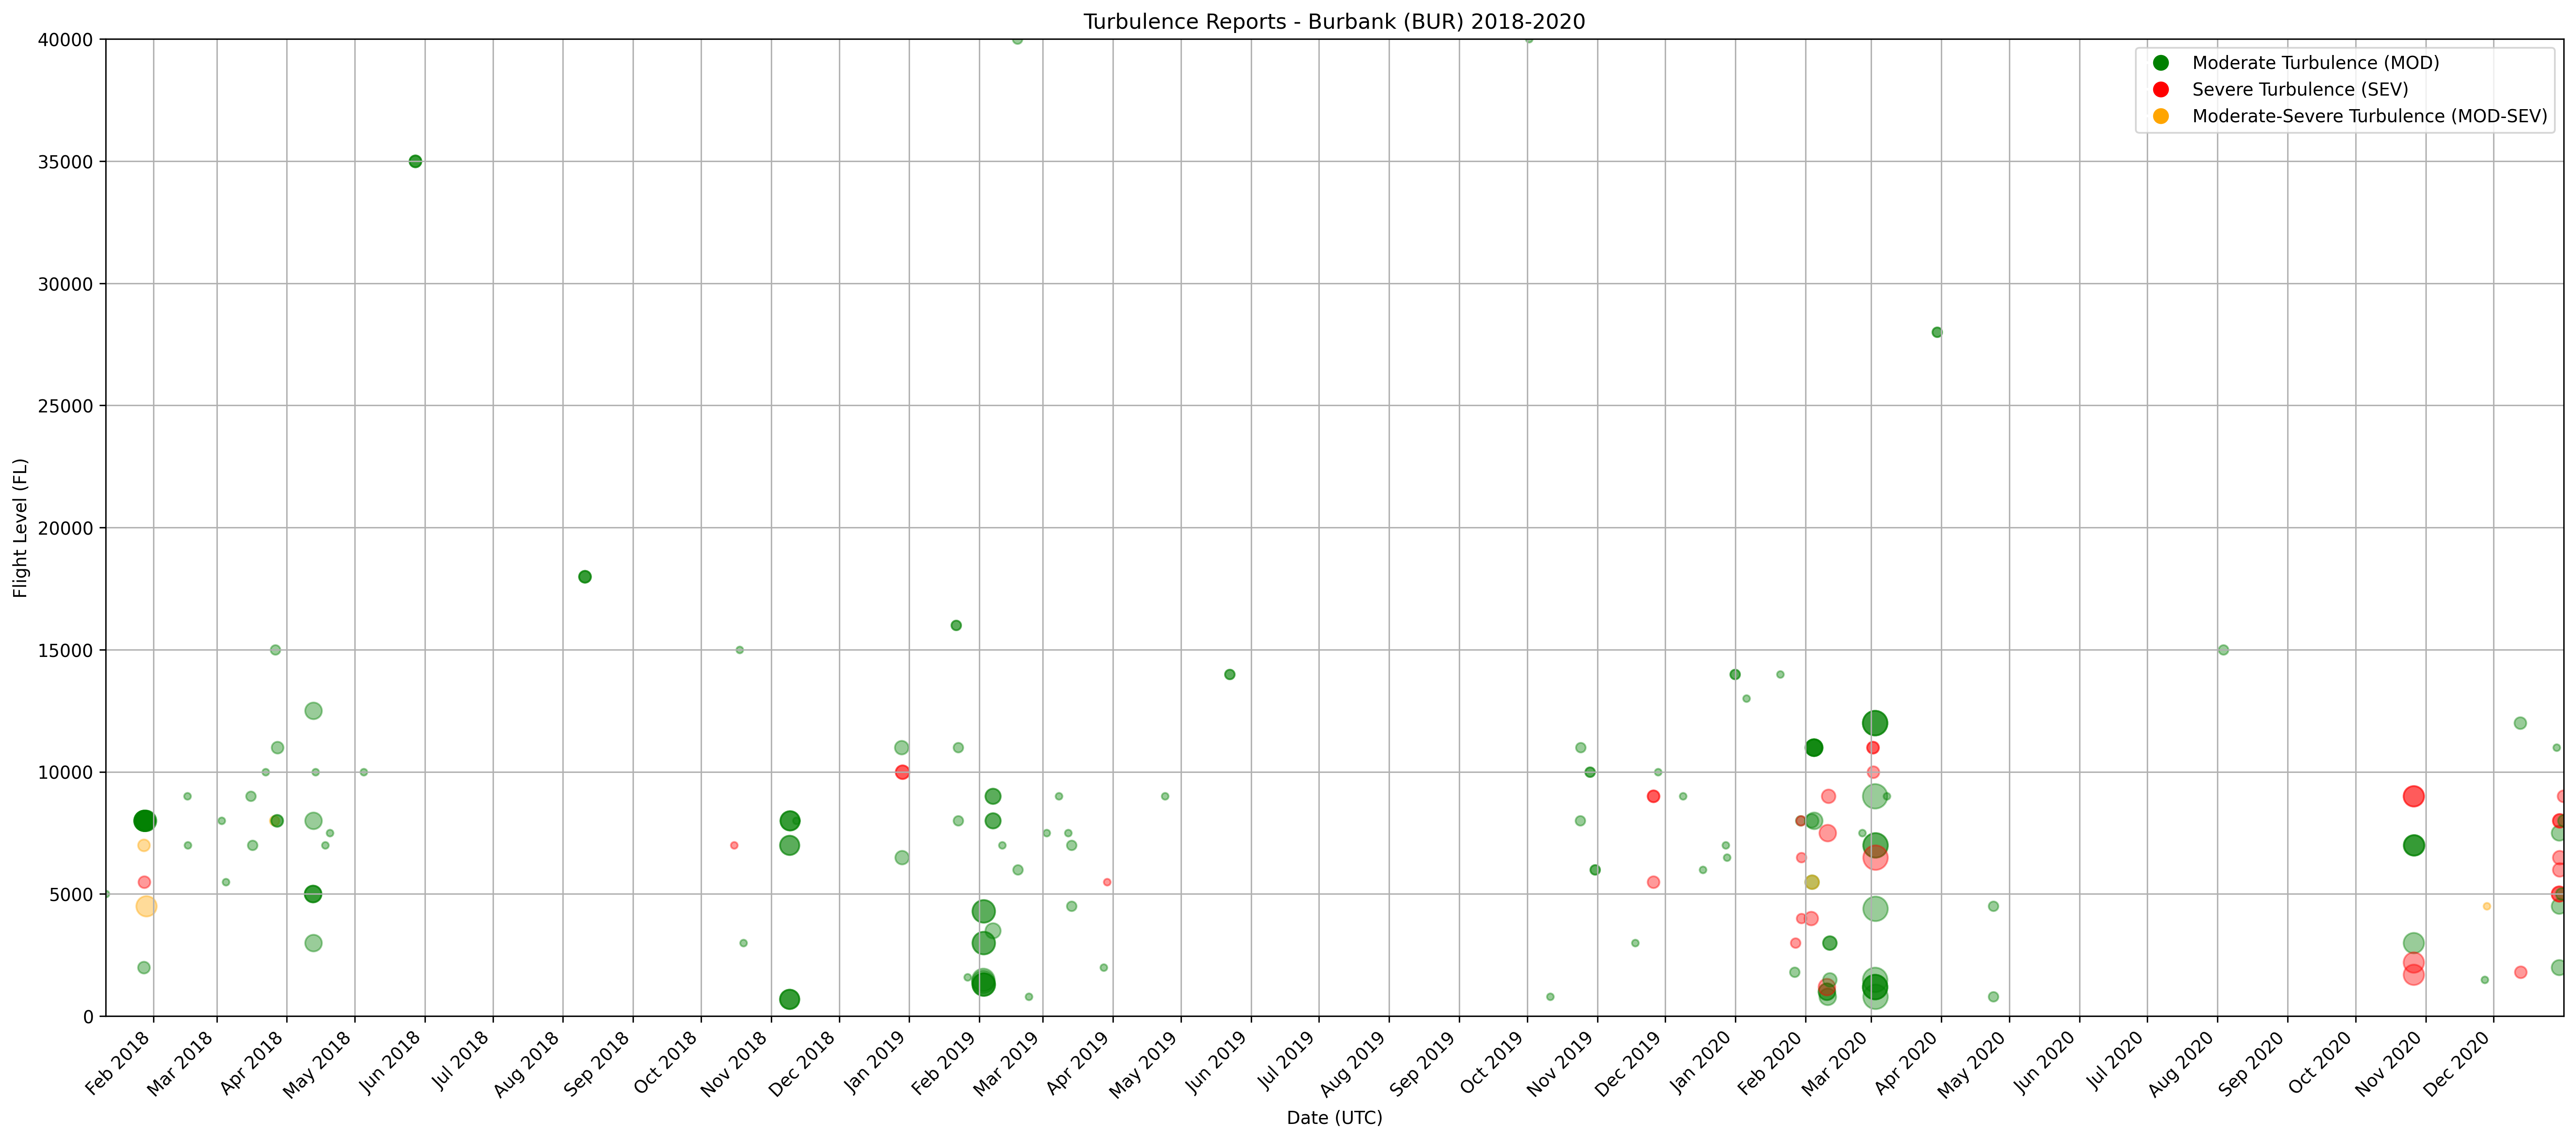 Turbulence Reports - Burbank (BUR) 2018-2020
Moderate Turbulence (MOD)
Severe Turbulence (SEV)
Moderate-Severe Turbulence (MOD-SEV)
Flight Level (FL)
40000
35000
30000
25000
20000
15000
10000
5000
0
Feb 2018
Mar 2018
Apr 2018
May 2018
Jun 2018
Jul 2018
Aug 2018
Sep 2018
Oct 2018
Nov 2018
Dec 2018
Jan 2019
Feb 2019
Mar 2019
Apr 2019
May 2019
Jun 2019
Jul 2019
Aug 2019
Sep 2019
Oct 2019
Nov 2019
Dec 2019
Jan 2020
Feb 2020
Mar 2020
Apr 2020
May 2020
Jun 2020
Jul 2020
Aug 2020
Sep 2020
Oct 2020
Nov 2020
Dec 2020
Date (UTC)